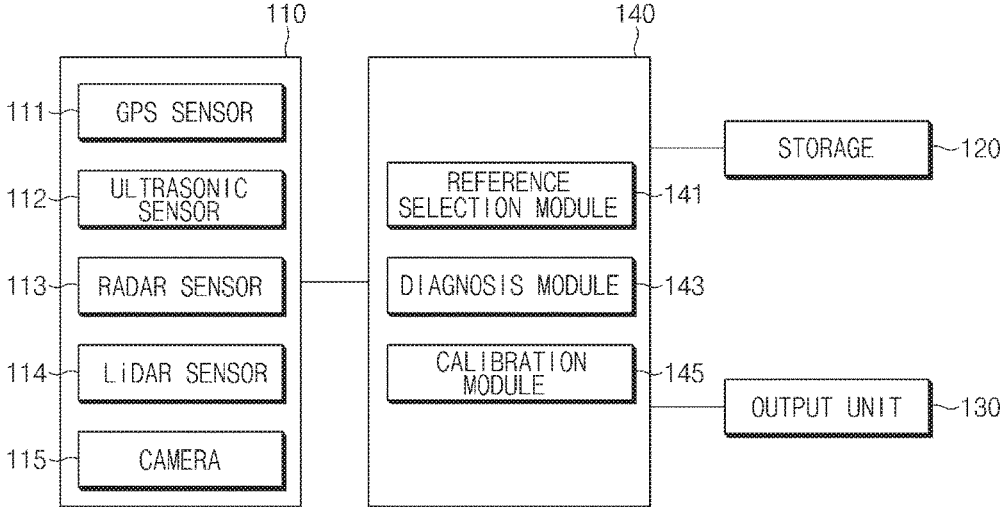 110
140
111
GPS SENSOR
112
ULTRASONIC
SENSOR
113
RADAR SENSOR
114
LiDAR SENSOR
115
CAMERA
REFERENCE
SELECTION MODULE
141
DIAGNOSIS MODULE
143
CALIBRATION
MODULE
145
STORAGE
120
OUTPUT UNIT
130